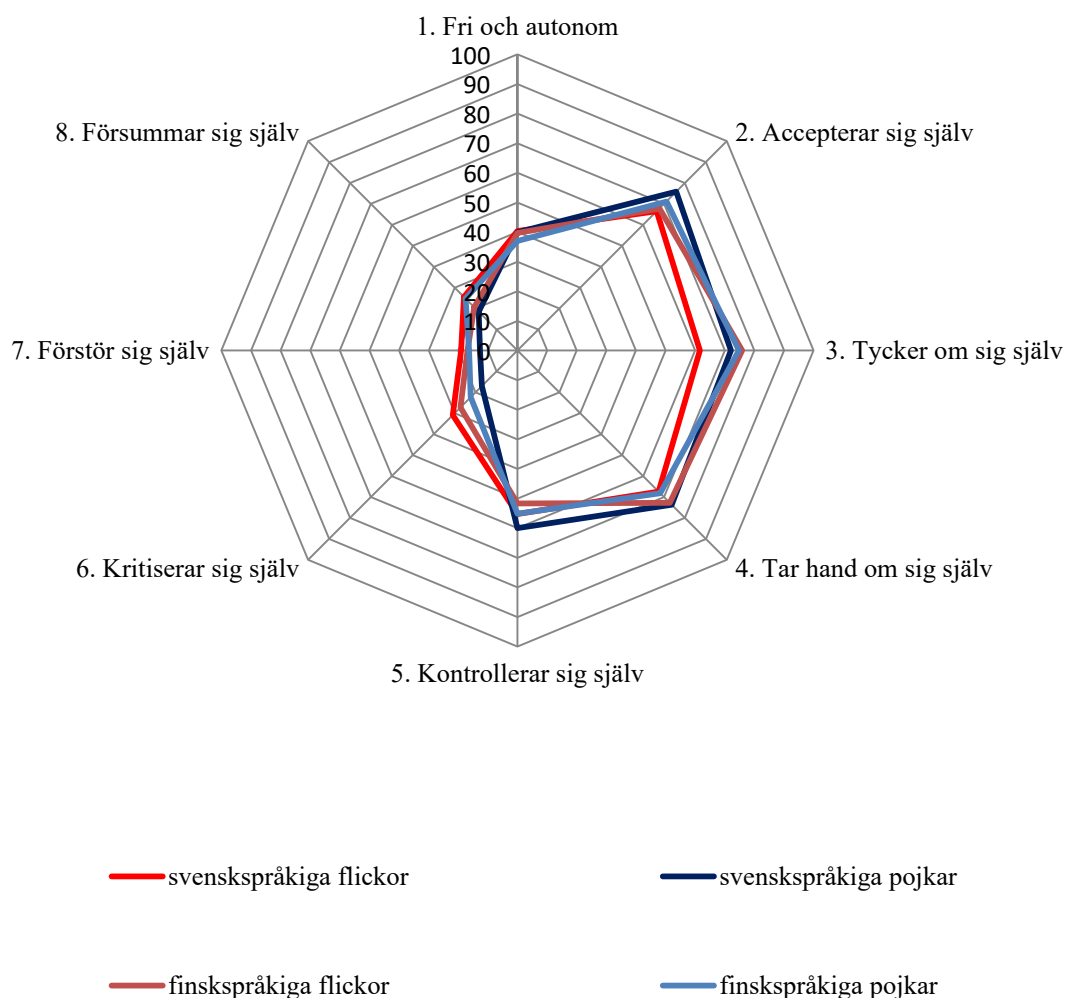 1. Fri och autonom
100
90
80
70
60
50
40
30
20
10
0
8. Försummar sig själv
2. Accepterar sig själv
7. Förstör sig själv
3. Tycker om sig själv
6. Kritiserar sig själv
4. Tar hand om sig själv
5. Kontrollerar sig själv
svenskspråkiga flickor
svenskspråkiga pojkar
finskspråkiga flickor
finskspråkiga pojkar